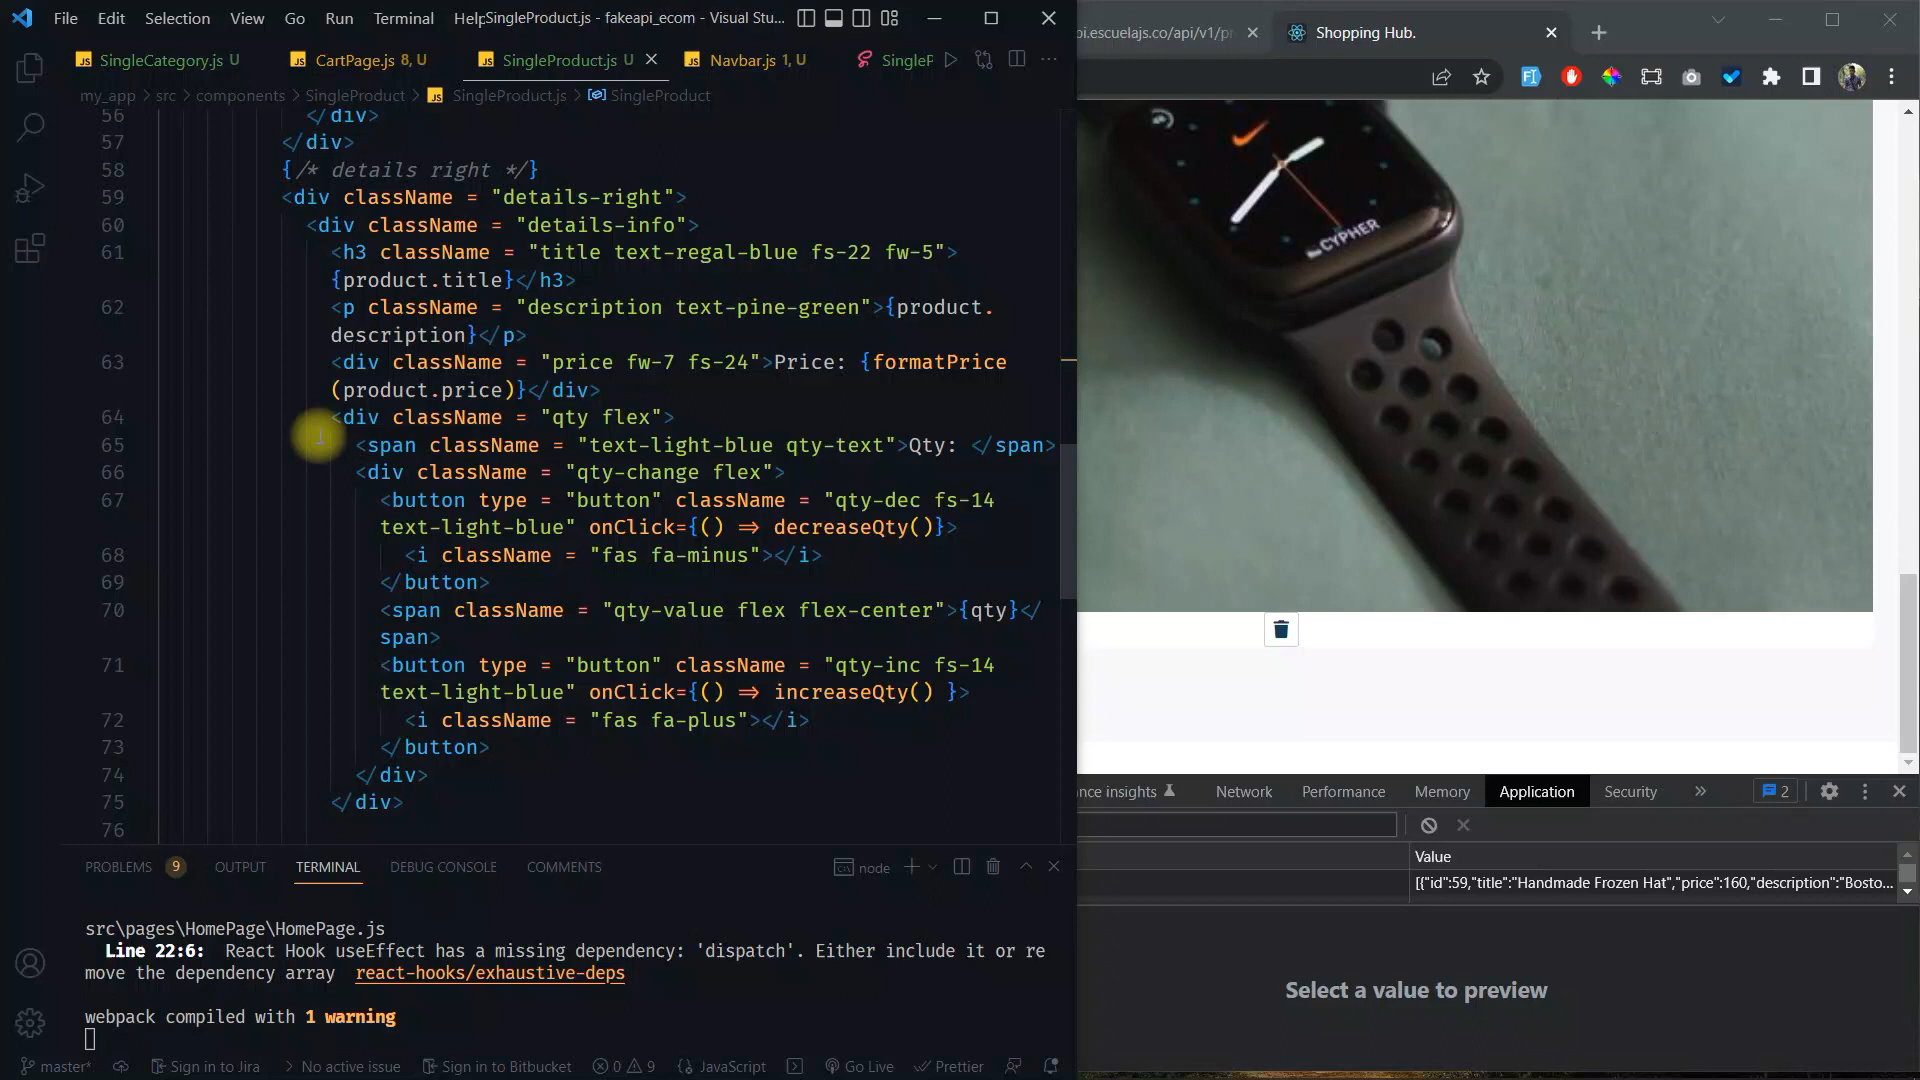 File Edit Selection View Go Run Terminal Help SingleProduct.js - fakeapi_ecom - Visual Stu...
SingleCategory.js U CartPage.js 8, U SingleProduct.js U Navbar.js 1, U SingleP
my_app > src > components > SingleProduct > SingleProduct.js > SingleProduct
56 </div>
57 </div>
58 {/* details right */}
59 <div className = "details-right">
60 <div className = "details-info">
61 <h3 className = "title text-regal-blue fs-22 fw-5">
{product.title}</h3>
62 <p className = "description text-pine-green">{product.
description}</p>
63 <div className = "price fw-7 fs-24">Price: {formatPrice
(product.price)}</div>
64 <div className = "qty flex">
65 <span className = "text-light-blue qty-text">Qty: </span>
66 <div className = "qty-change flex">
67 <button type = "button" className = "qty-dec fs-14
text-light-blue" onClick={() => decreaseQty()}>
68 <i className = "fas fa-minus"></i>
69 </button>
70 <span className = "qty-value flex flex-center">{qty}</
span>
71 <button type = "button" className = "qty-inc fs-14
text-light-blue" onClick={() => increaseQty() }>
72 <i className = "fas fa-plus"></i>
73 </button>
74 </div>
75 </div>
76
PROBLEMS 9 OUTPUT TERMINAL DEBUG CONSOLE COMMENTS node
src\pages\HomePage\HomePage.js
Line 22:6: React Hook useEffect has a missing dependency: 'dispatch'. Either include it or re
move the dependency array react-hooks/exhaustive-deps
webpack compiled with 1 warning
master* Sign in to Jira No active issue Sign in to Bitbucket 0 9 JavaScript Go Live Prettier
pi.escuelajs.co/api/v1/pr Shopping Hub.
CYPHER
nce insights Network Performance Memory Application Security » 2
Value
[{"id":59,"title":"Handmade Frozen Hat","price":160,"description":"Bosto...
Select a value to preview